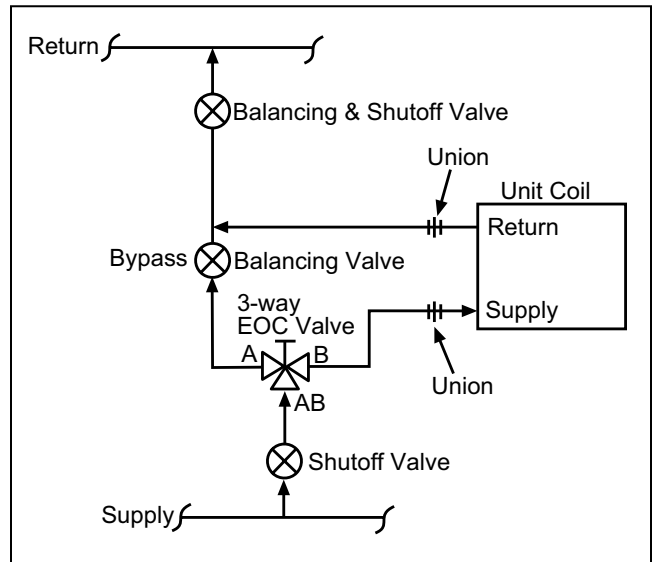 Return
Balancing & Shutoff Valve
Union
Unit Coil
Return
Bypass
Balancing Valve
3-way
EOC Valve
Supply
A
B
Union
AB
Shutoff Valve
Supply